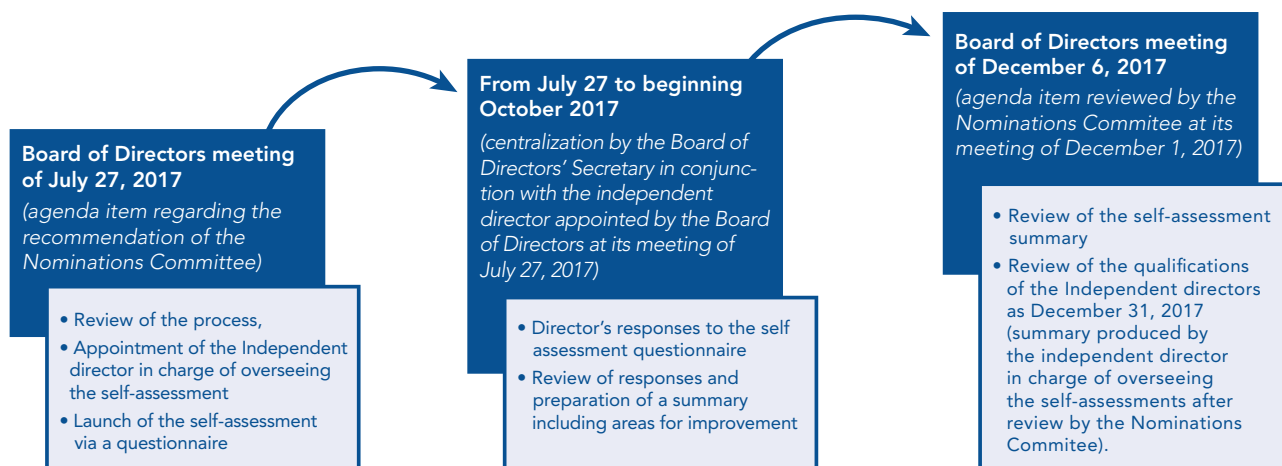 Board of Directors meeting
of July 27, 2017
(agenda item regarding the
recommendation of the
Nominations Committee)
• Review of the process,
• Appointment of the Independent
director in charge of overseeing
the self-assessment
• Launch of the self-assessment
via a questionnaire
From July 27 to beginning
October 2017
(centralization by the Board of
Directors’ Secretary in conjunc-
tion with the independent
director appointed by the Board
of Directors at its meeting of
July 27, 2017)
• Director’s responses to the self
assessment questionnaire
• Review of responses and
preparation of a summary
including areas for improvement
Board of Directors meeting
of December 6, 2017
(agenda item reviewed by the
Nominations Commitee at its
meeting of December 1, 2017)
• Review of the self-assessment
summary
• Review of the qualifications
of the Independent directors
as December 31, 2017
(summary produced by
the independent director
in charge of overseeing
the self-assessments after
review by the Nominations
Commitee).